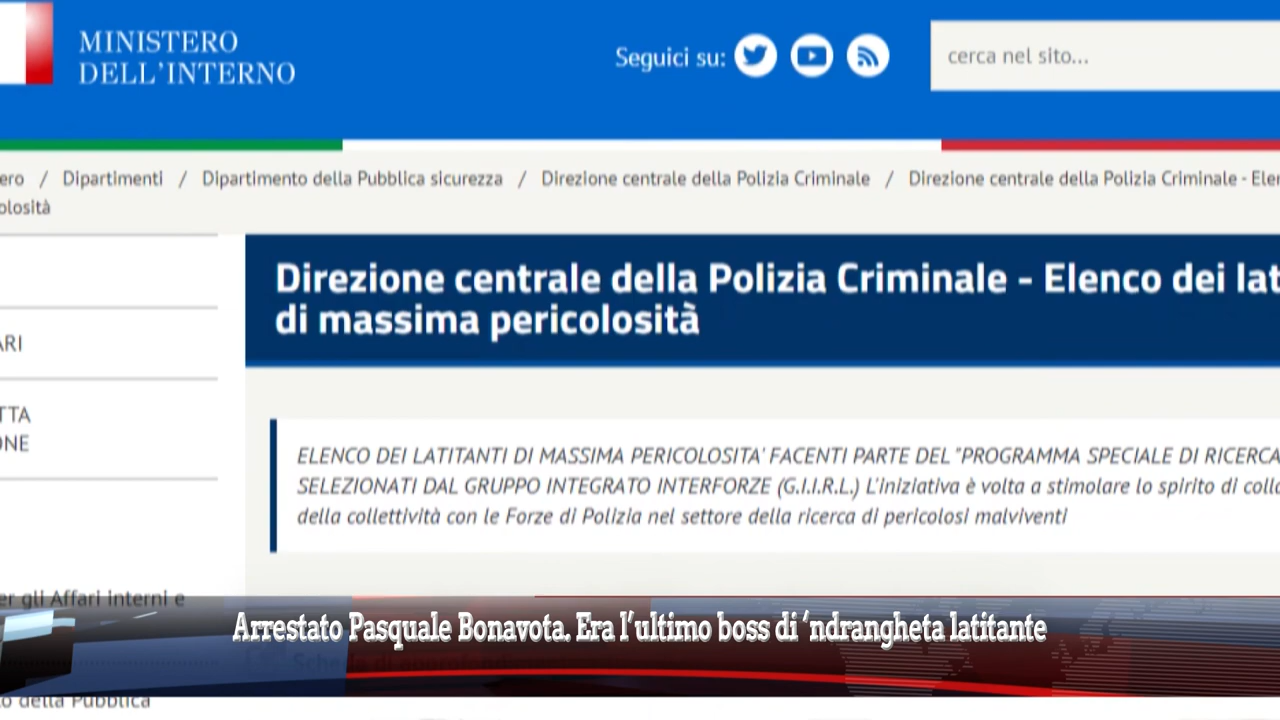 MINISTERO
DELL'INTERNO
Seguici su:
cerca nel sito...
ero / Dipartimenti / Dipartimento della Pubblica sicurezza / Direzione centrale della Polizia Criminale / Direzione centrale della Polizia Criminale - Eler
olosità
Direzione centrale della Polizia Criminale - Elenco dei lat
di massima pericolosità
ARI
TTA
ONE
ELENCO DEI LATITANTI DI MASSIMA PERICOLOSITA' FACENTI PARTE DEL "PROGRAMMA SPECIALE DI RICERCA
SELEZIONATI DAL GRUPPO INTEGRATO INTERFORZE (G.I.I.R.L.) L'iniziativa è volta a stimolare lo spirito di colla
della collettività con le Forze di Polizia nel settore della ricerca di pericolosi malviventi
er gli Affari interni e
Arrestato Pasquale Bonavota. Era l'ultimo boss di 'ndrangheta latitante
o della Pubblica